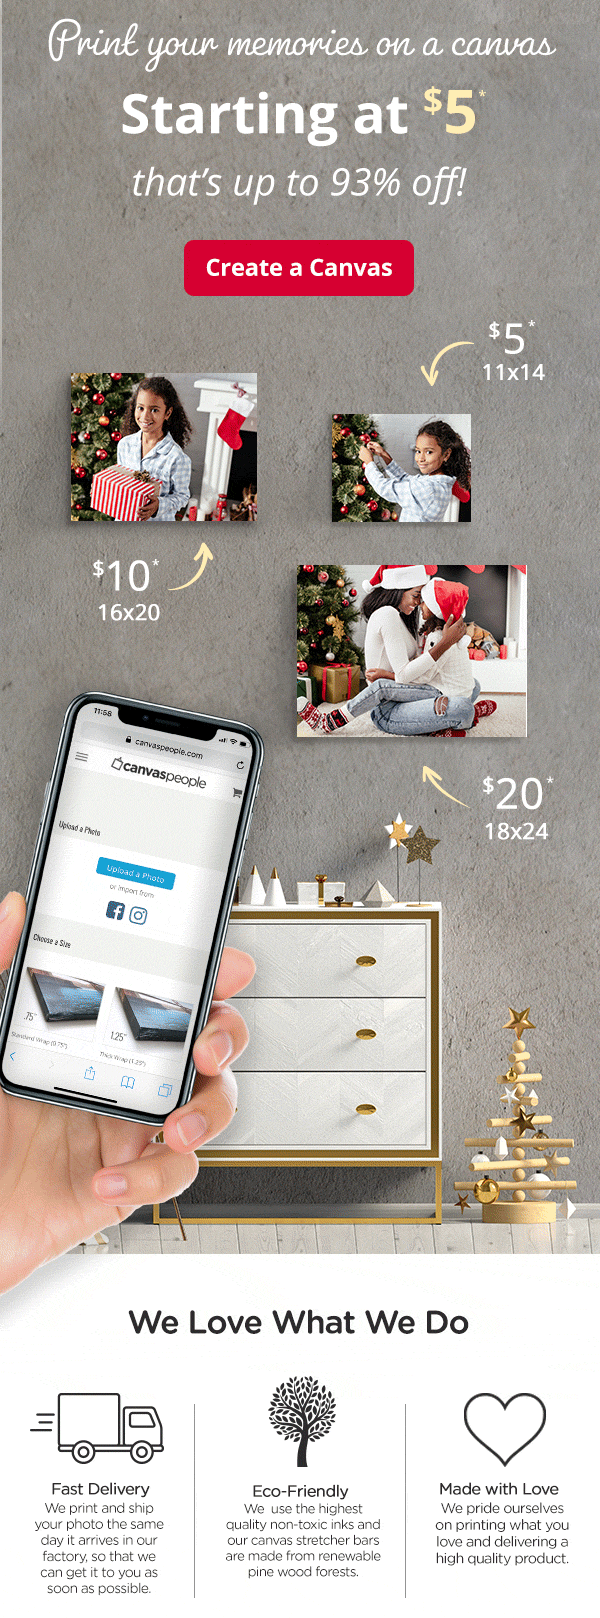 Print your memories on a canvas
Starting at $5*
that's up to 93% off!
Create a Canvas
$5*
11x14
$10*
16x20
$20*
18x24
11:58
canvaspeople.com
canvaspeople
Upload a Photo
Upload a Photo
or import from
Choose a Size
.75"
1.25"
Standard Wrap (0.75")
Thick Wrap (1.25")
We Love What We Do
Fast Delivery
We print and ship
your photo the same
day it arrives in our
factory, so that we
can get it to you as
soon as possible.
Eco-Friendly
We use the highest
quality non-toxic inks and
our canvas stretcher bars
are made from renewable
pine wood forests.
Made with Love
We pride ourselves
on printing what you
love and delivering a
high quality product.